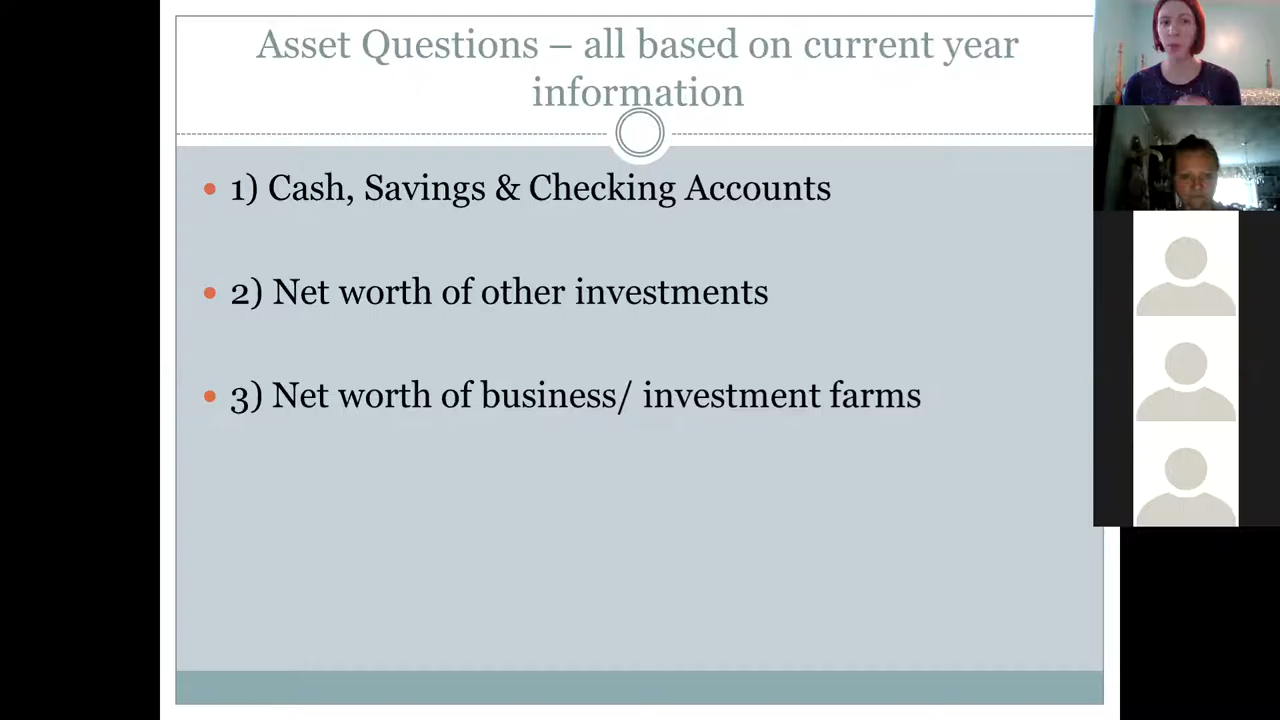 Asset Questions – all based on current year
information
1) Cash, Savings & Checking Accounts
2) Net worth of other investments
3) Net worth of business/ investment farms